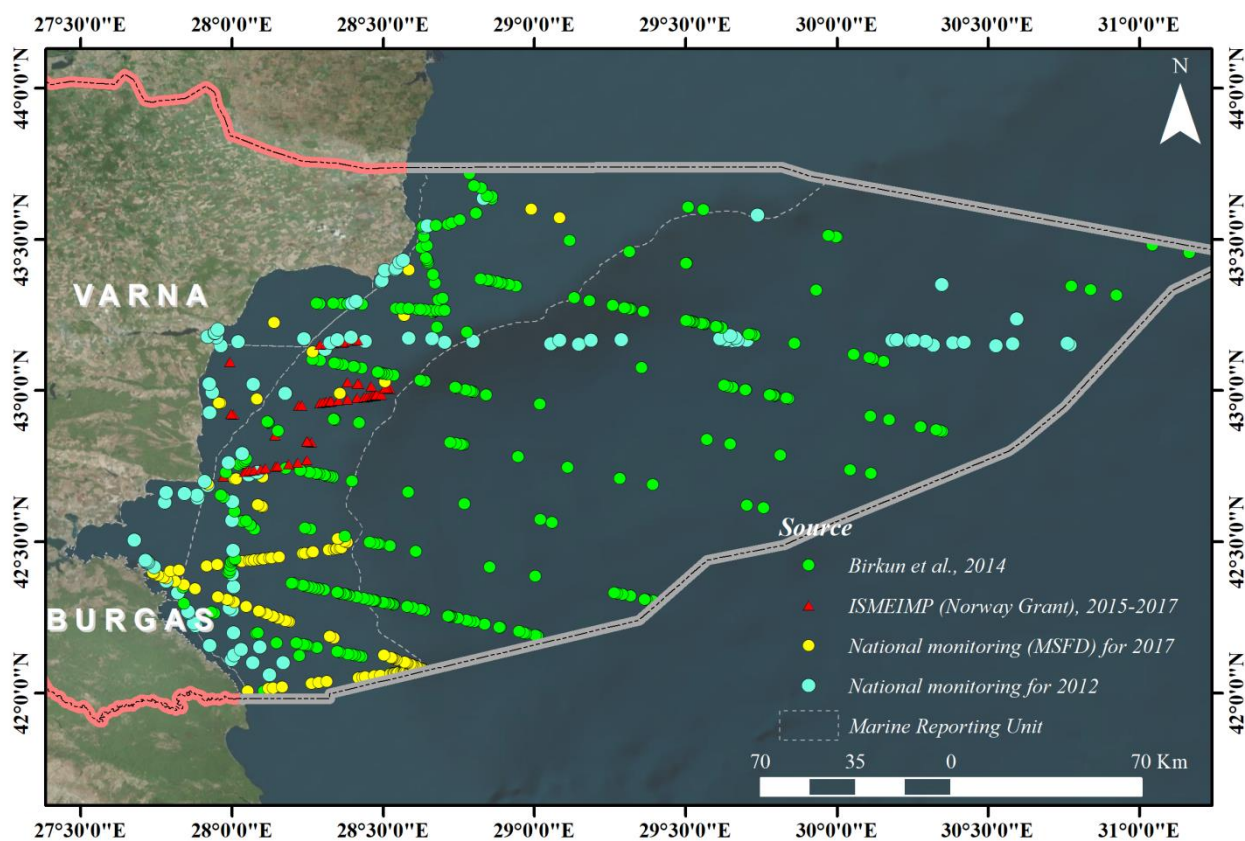 27°30'0"E 28°0'0"E 28°30'0"E 29°0'0"E 29°30'0"E 30°0'0"E 30°30'0"E 31°0'0"E
44°0'0"N 44°0'0"N
N
43°30'0"N 43°30'0"N
VARNA
43°0'0"N 43°0'0"N
42°30'0"N 42°30'0"N
Source
Birkun et al., 2014
ISMEIMP (Norway Grant), 2015-2017
BURGAS
National monitoring (MSFD) for 2017
National monitoring for 2012
42°0'0"N 42°0'0"N
Marine Reporting Unit
70 35 0 70 Km
27°30'0"E 28°0'0"E 28°30'0"E 29°0'0"E 29°30'0"E 30°0'0"E 30°30'0"E 31°0'0"E